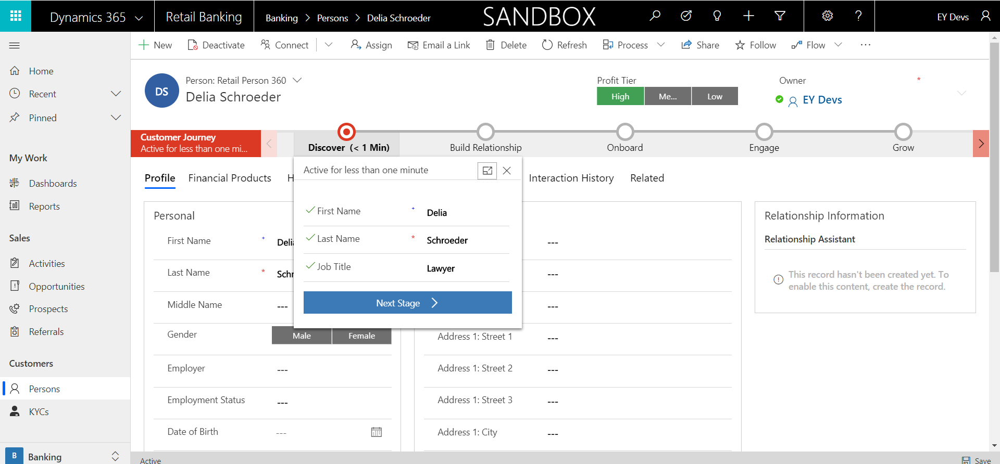 Dynamics 365
Retail Banking
Banking > Persons > Delia Schroeder
SANDBOX
?
EY Devs
New
Deactivate
Connect
Assign
Email a Link
Delete
Refresh
Process
Share
Follow
Flow
...
Home
Recent
Pinned
My Work
Dashboards
Reports
Sales
Activities
Opportunities
Prospects
Referrals
Customers
Persons
KYCs
B
Banking
DS
Person: Retail Person 360
Delia Schroeder
Profit Tier
High
Me...
Low
Owner
*
EY Devs
Customer Journey
Active for less than one mi...
Discover (< 1 Min)
Build Relationship
Onboard
Engage
Grow
Profile
Financial Products
H
Interaction History
Related
Active for less than one minute
First Name + Delia
Last Name * Schroeder
Job Title Lawyer
Next Stage
Personal
First Name + Delia
Last Name * Schr
Middle Name ---
Gender Male Female
Employer ---
Employment Status ---
Date of Birth ---
---
---
---
Address 1: Street 1 ---
Address 1: Street 2 ---
Address 1: Street 3 ---
Address 1: City ---
Relationship Information
Relationship Assistant
This record hasn't been created yet. To
enable this content, create the record.
Active
Save